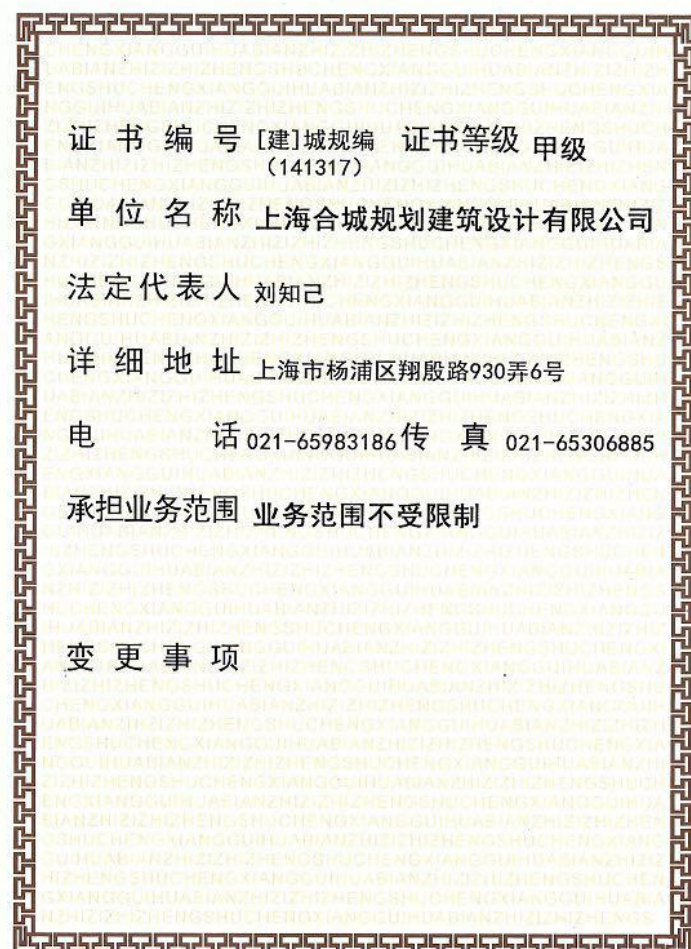 证书编号 [建]城规编 证书等级 甲级
(141317)
单位名称 上海合城规划建筑设计有限公司
法定代表人 刘知己
详细地址 上海市杨浦区翔殷路930弄6号
电话 021-65983186 传真 021-65306885
承担业务范围 业务范围不受限制
变更事项